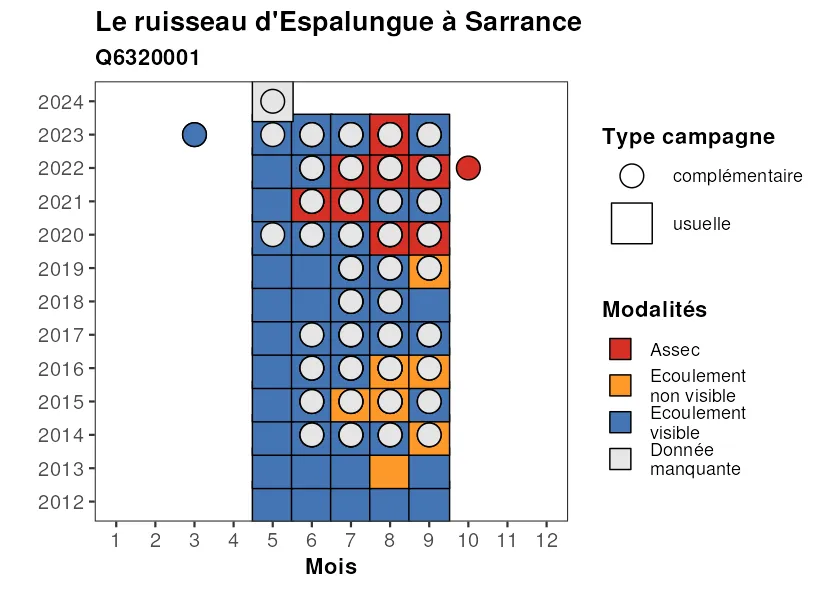 Le ruisseau d'Espalungue à Sarrance
Q6320001
2024
2023
2022
2021
2020
2019
2018
2017
2016
2015
2014
2013
2012
1 2 3 4 5 6 7 8 9 10 11 12
Mois
Type campagne
complémentaire
usuelle
Modalités
Assec
Ecoulement
non visible
Ecoulement
visible
Donnée
manquante